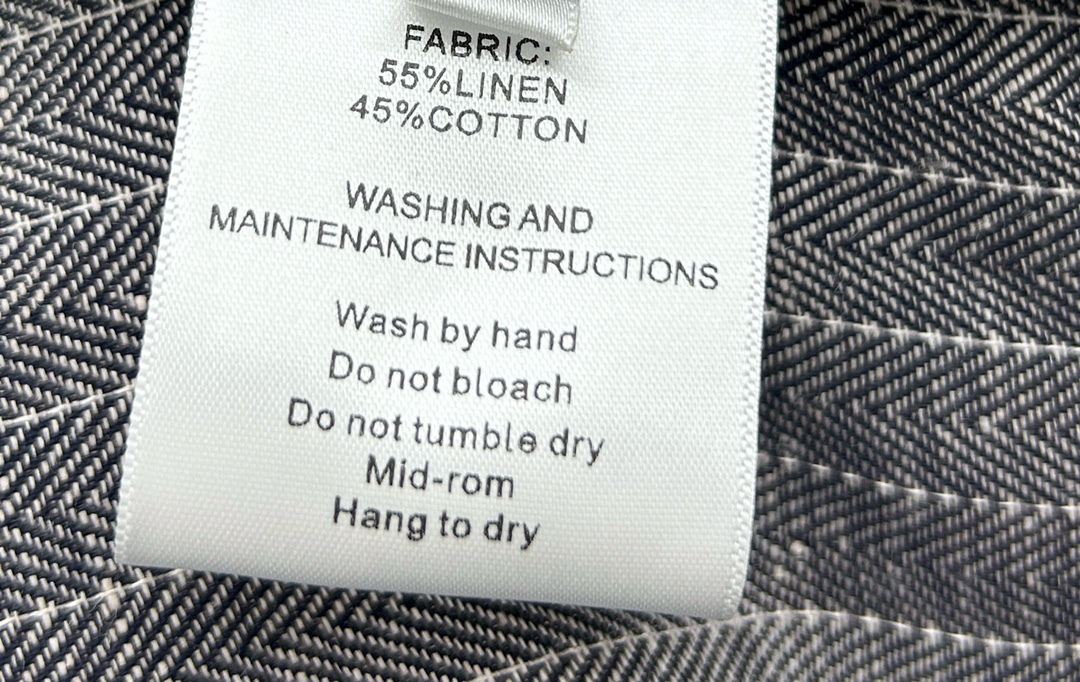 FABRIC:
55%LINEN
45%COTTON
WASHING AND
MAINTENANCE INSTRUCTIONS
Wash by hand
Do not bloach
Do not tumble dry
Mid-rom
Hang to dry